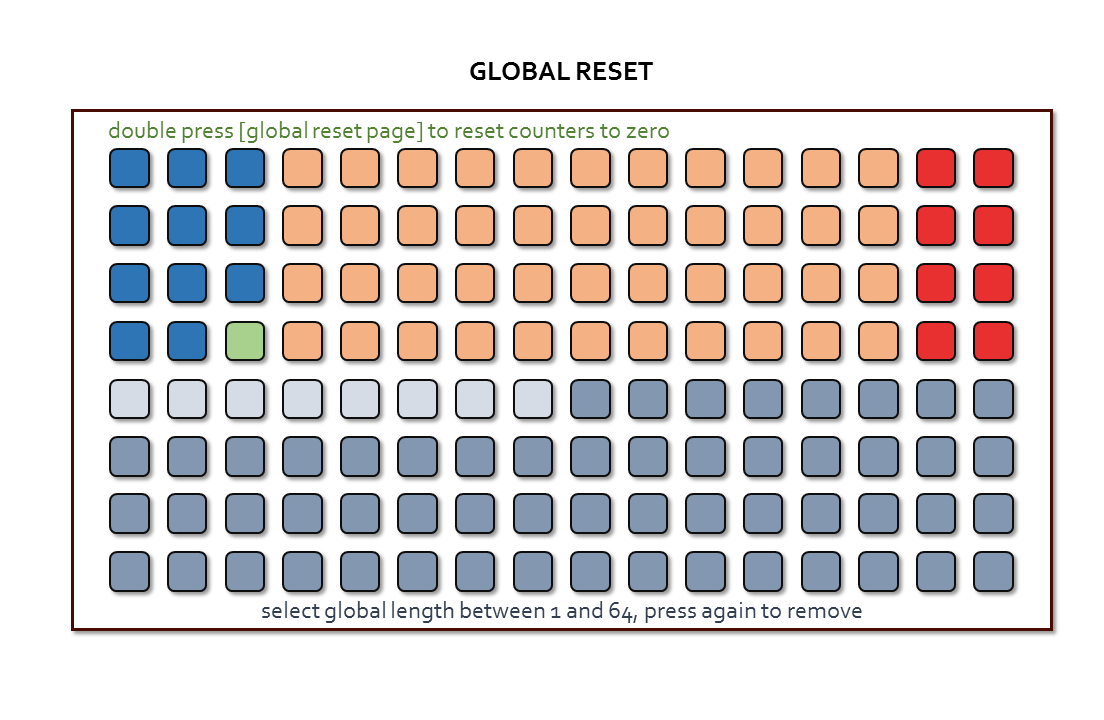 GLOBAL RESET
double press [global reset page] to reset counters to zero
select global length between 1 and 64, press again to remove